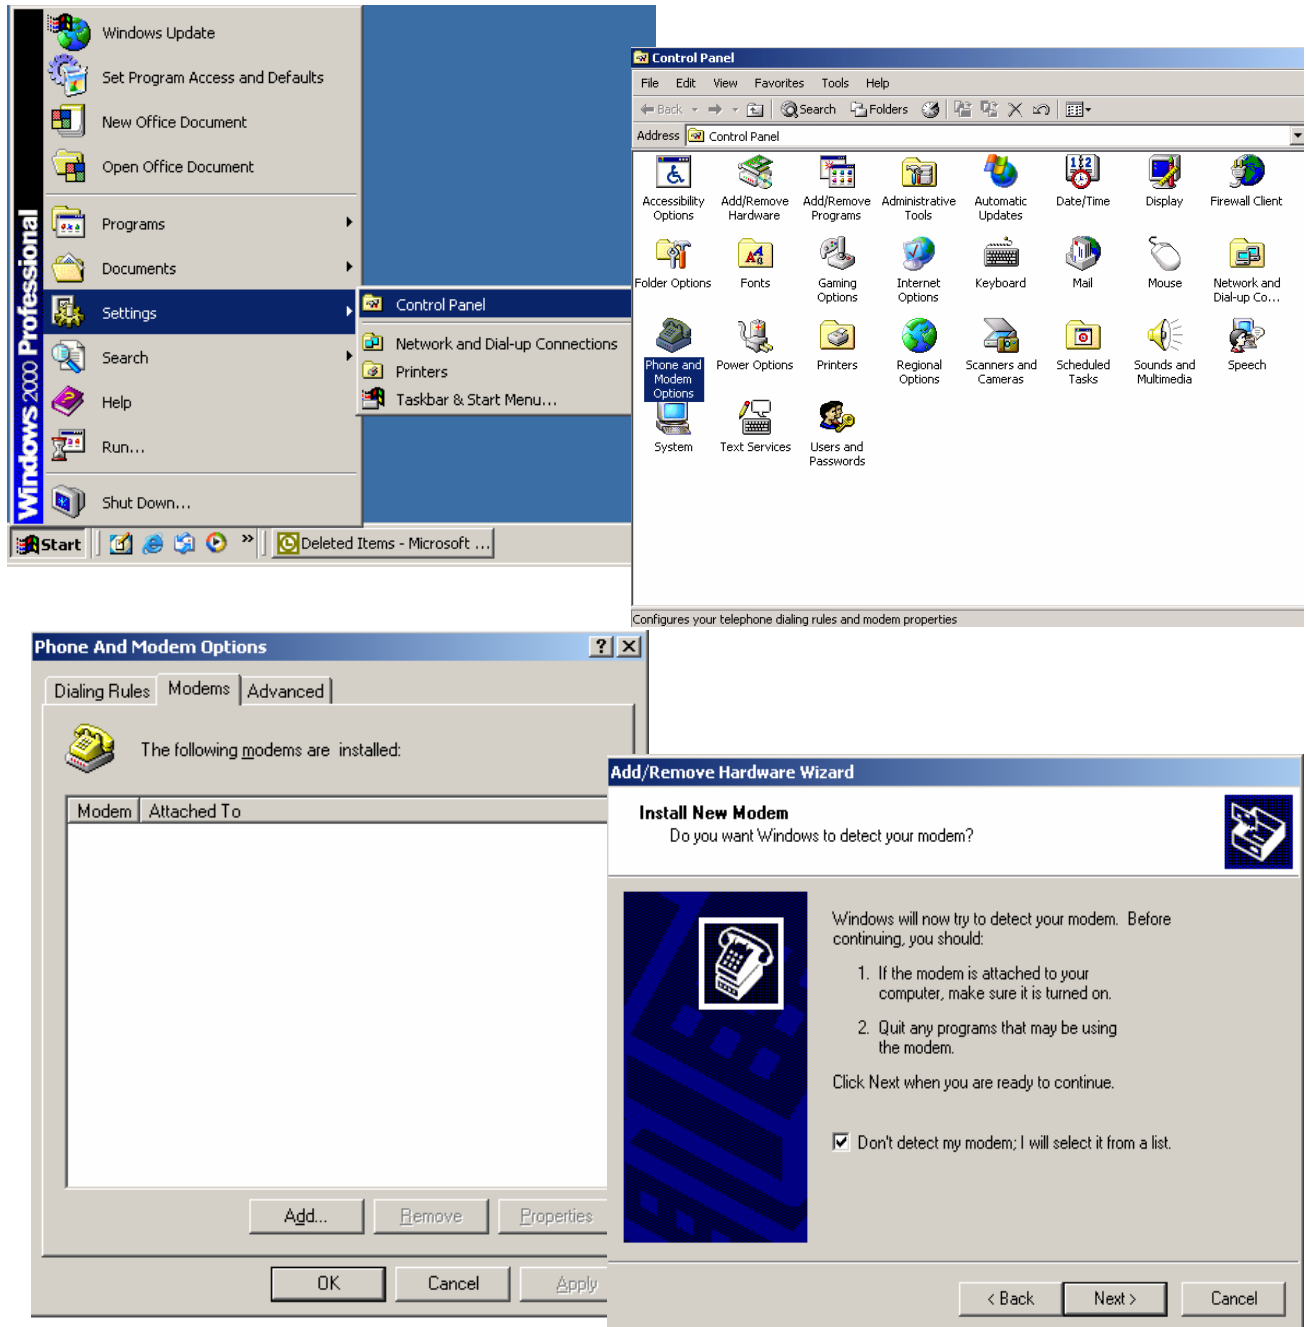 Windows Update
Set Program Access and Defaults
New Office Document
Open Office Document
Programs
Documents
Settings
Search
Help
Run...
Shut Down...
Windows 2000 Professional
Control Panel
Network and Dial-up Connections
Printers
Taskbar & Start Menu...
Start
»
Deleted Items - Microsoft ...
Control Panel
File Edit View Favorites Tools Help
Back Search Folders
Address Control Panel
Accessibility Options
Add/Remove Hardware
Add/Remove Programs
Administrative Tools
Automatic Updates
Date/Time
Display
Firewall Client
Folder Options
Fonts
Gaming Options
Internet Options
Keyboard
Mail
Mouse
Network and Dial-up Co...
Phone and Modem Options
Power Options
Printers
Regional Options
Scanners and Cameras
Scheduled Tasks
Sounds and Multimedia
Speech
System
Text Services
Users and Passwords
Configures your telephone dialing rules and modem properties
Phone And Modem Options
Dialing Rules Modems Advanced
The following modems are installed:
Modem Attached To
Add... Remove Properties
OK Cancel Apply
Add/Remove Hardware Wizard
Install New Modem
Do you want Windows to detect your modem?
Windows will now try to detect your modem. Before
continuing, you should:
1. If the modem is attached to your
computer, make sure it is turned on.
2. Quit any programs that may be using
the modem.
Click Next when you are ready to continue.
Don't detect my modem; I will select it from a list.
< Back Next > Cancel